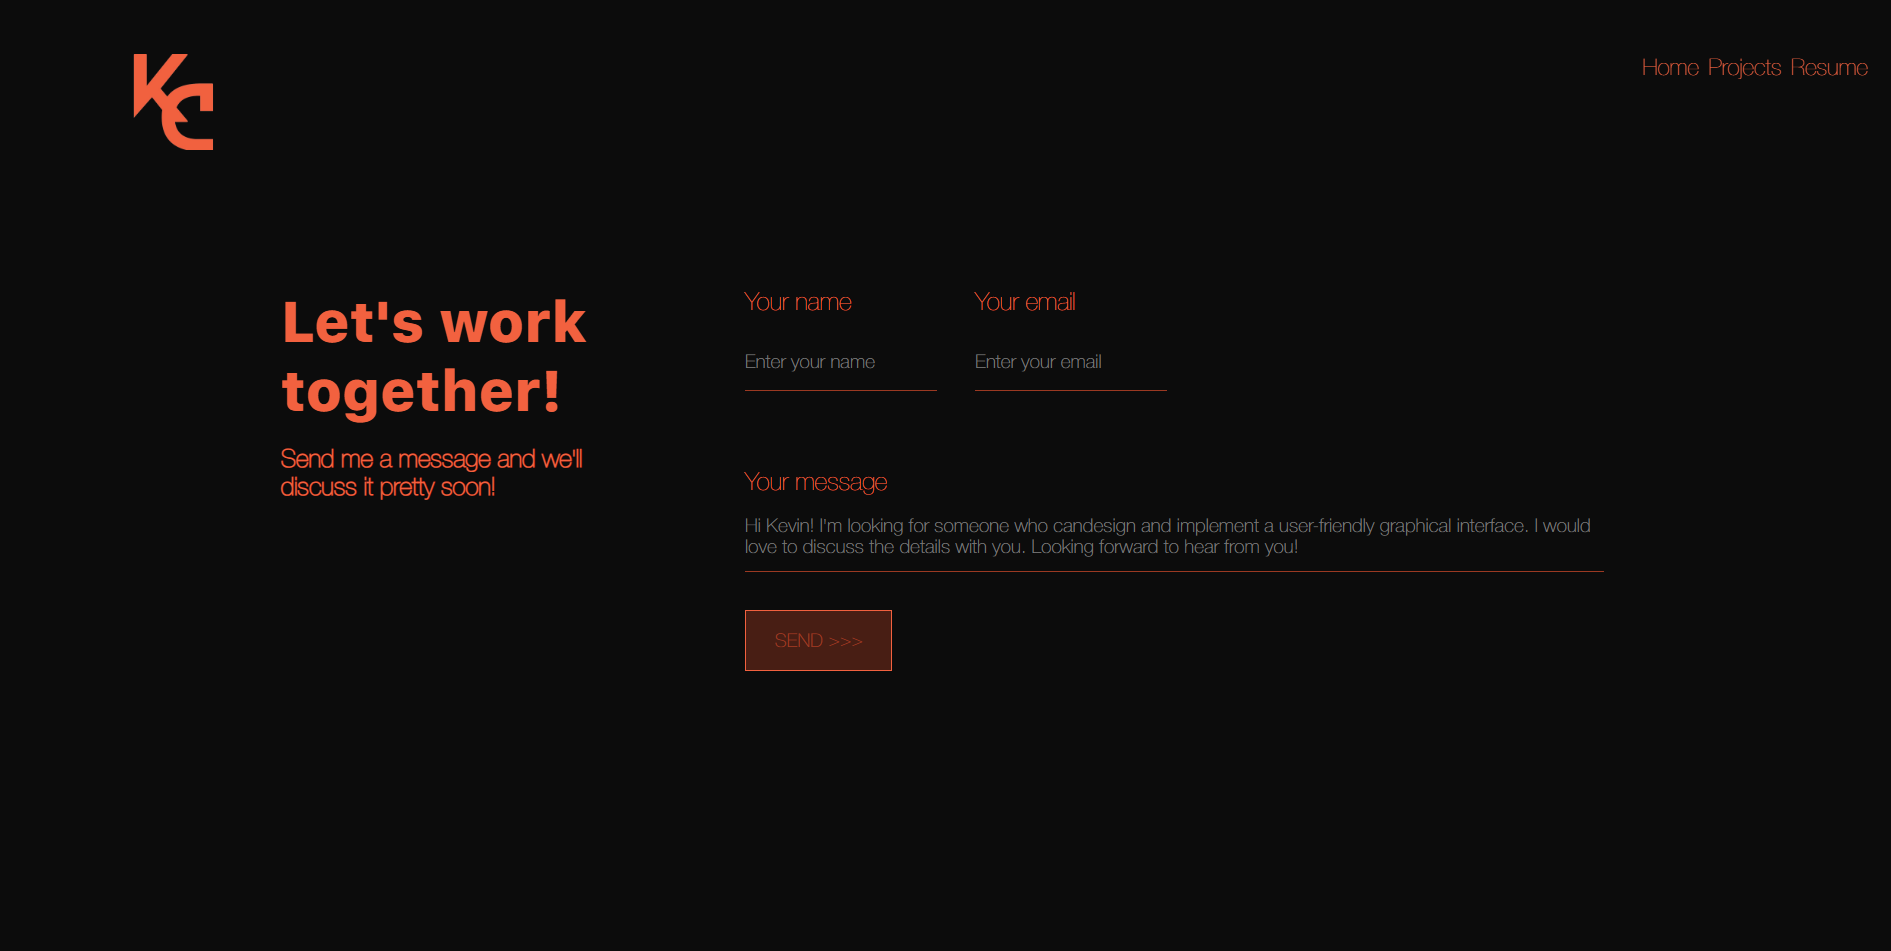 KC
Home Projects Resume
Let's work
together!
Send me a message and we'll
discuss it pretty soon!
Your name
Your email
Enter your name
Enter your email
Your message
Hi Kevin! I'm looking for someone who candesign and implement a user-friendly graphical interface. I would
love to discuss the details with you. Looking forward to hear from you!
SEND >>>